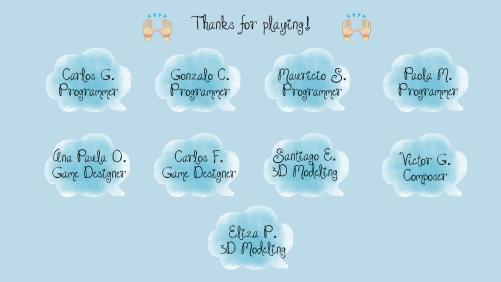 Thanks for playing!
Carlos G.
Programmer
Gonzalo C.
Programmer
Mauricio S.
Programmer
Paola M.
Programmer
Ana Paula O.
Game Designer
Carlos F.
Game Designer
Santiago E.
3D Modeling
Victor G.
Composer
Eliza P.
3D Modeling